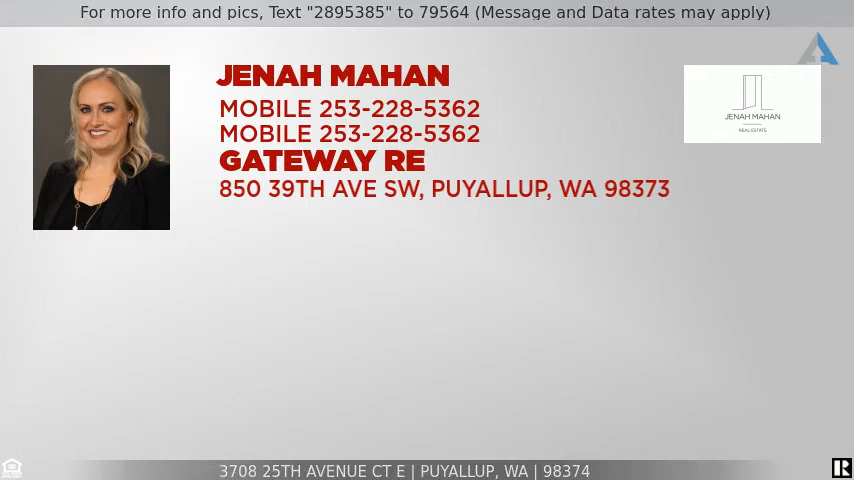 For more info and pics, Text "2895385" to 79564 (Message and Data rates may apply)
JENAH MAHAN
MOBILE 253-228-5362
MOBILE 253-228-5362
GATEWAY RE
850 39TH AVE SW, PUYALLUP, WA 98373
JENAH MAHAN
REAL ESTATE
3708 25TH AVENUE CT E | PUYALLUP, WA | 98374